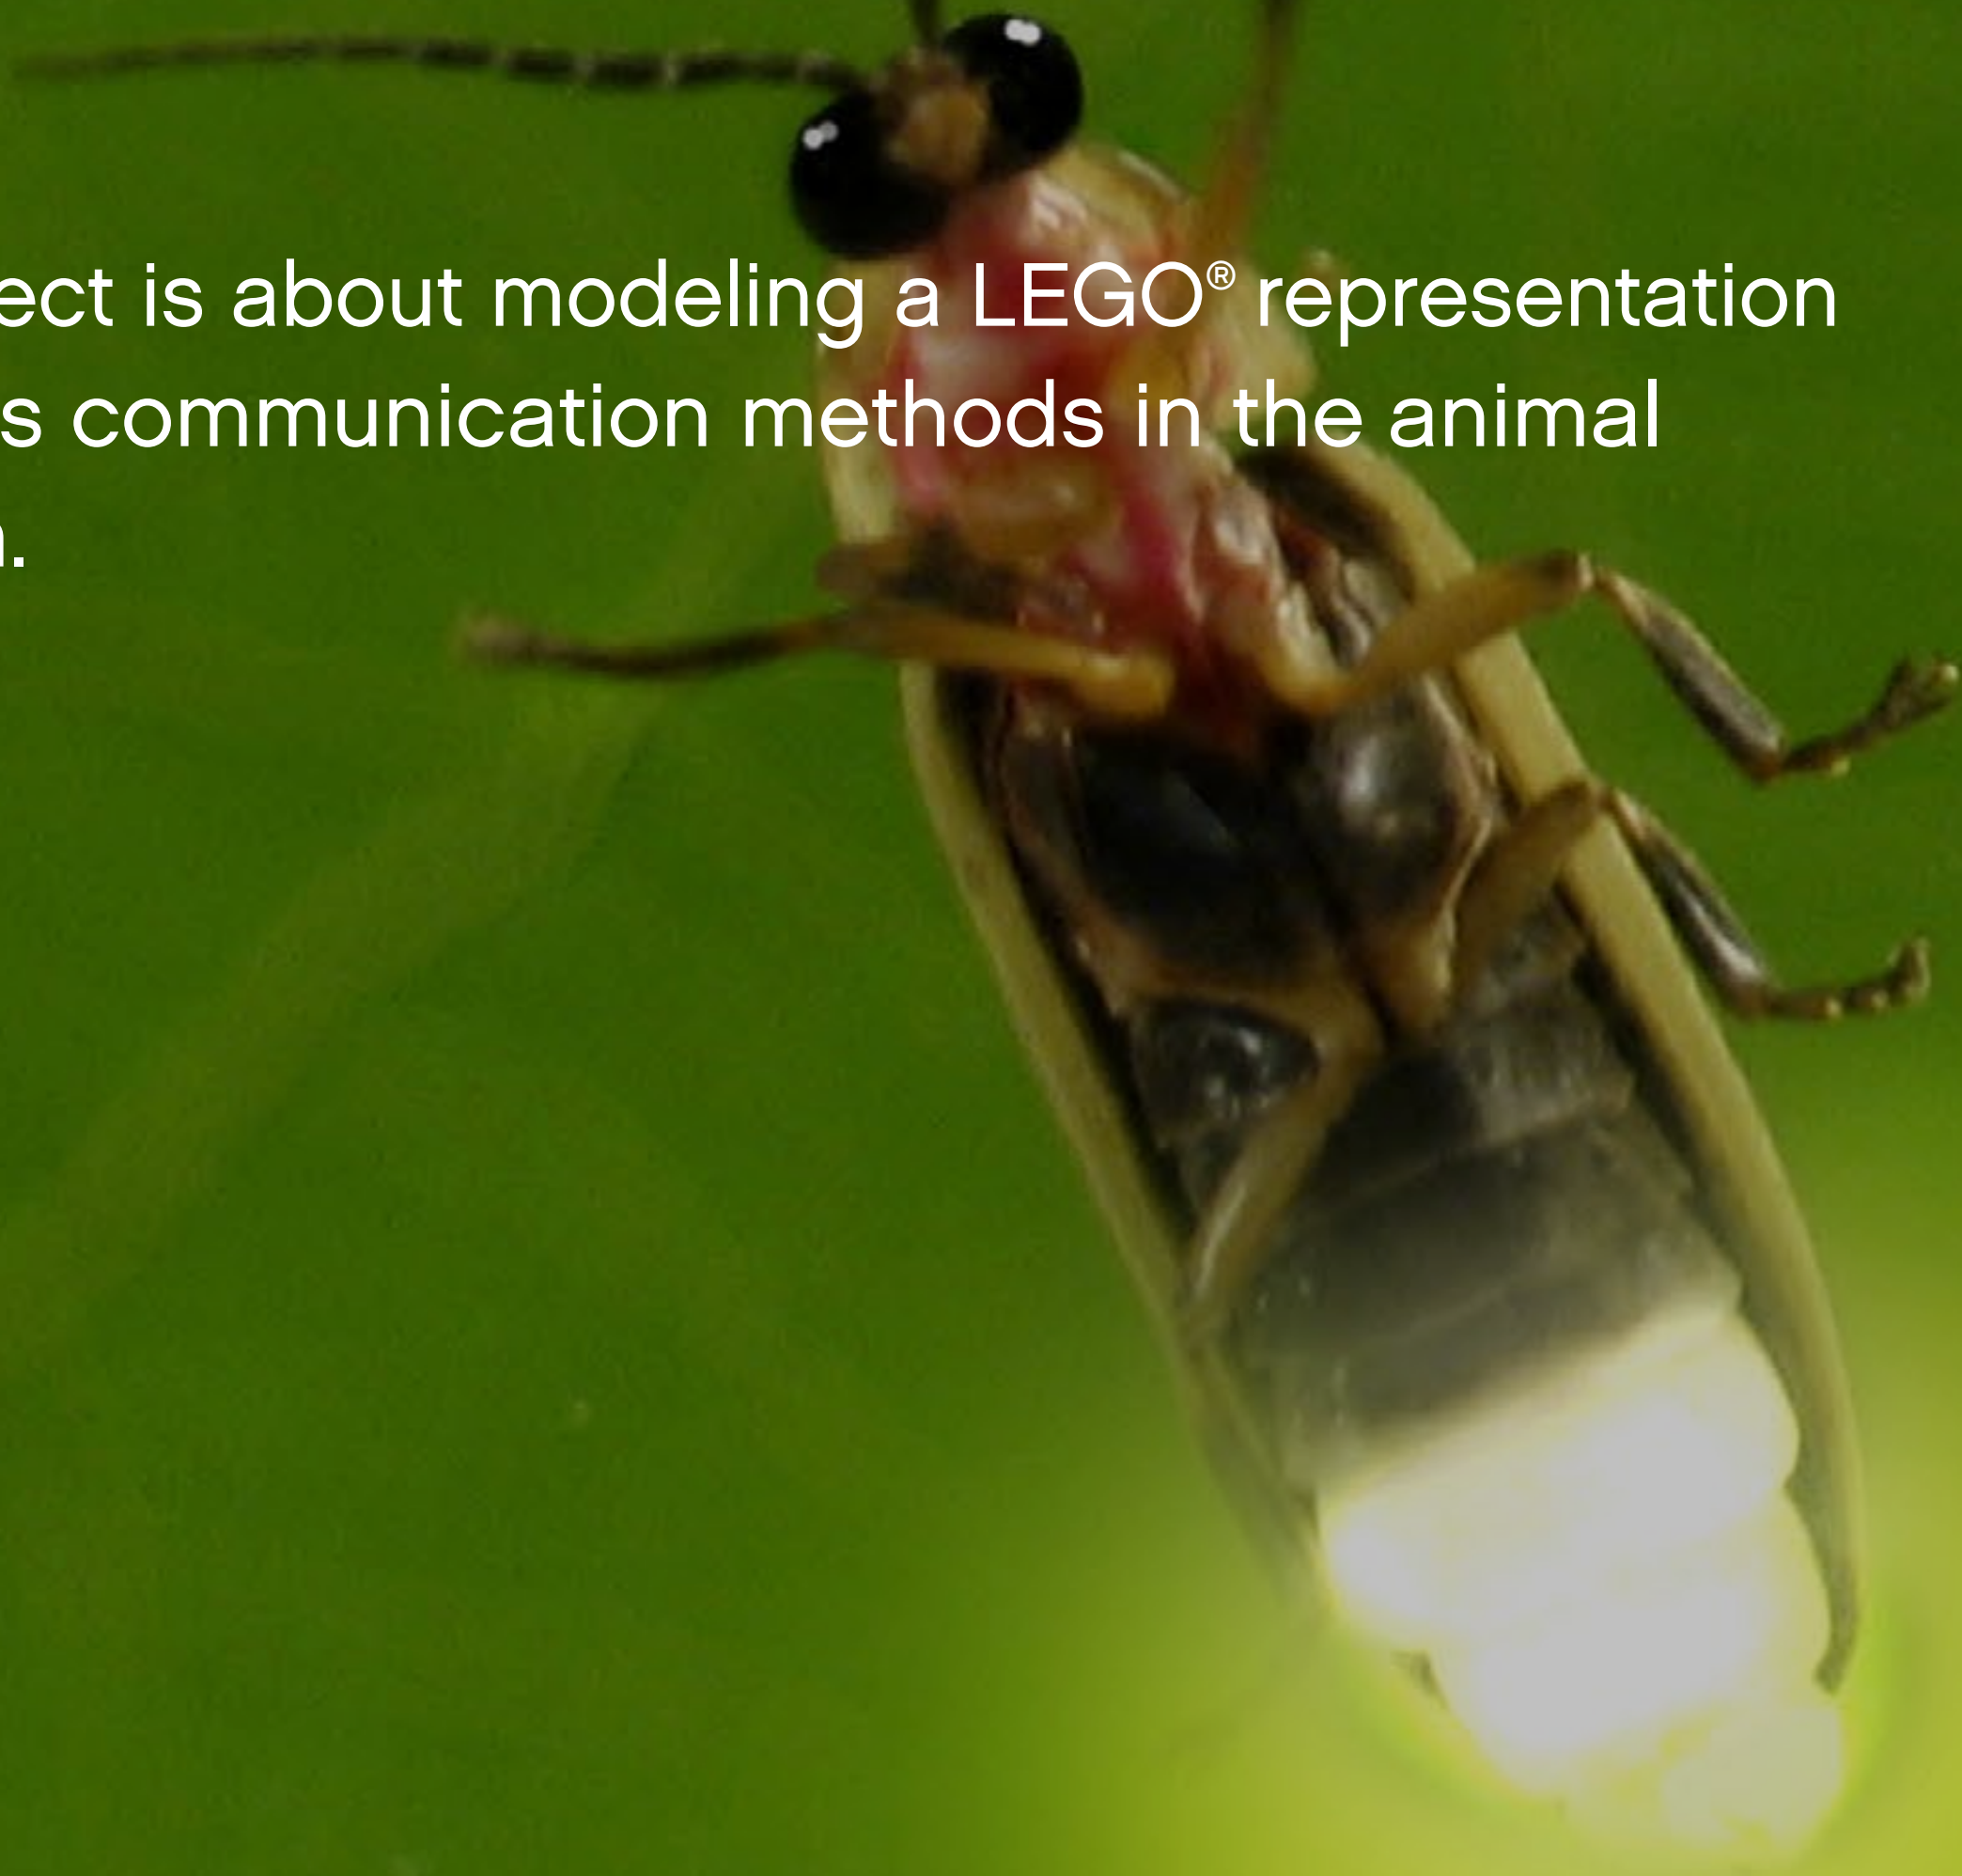 ect is about modeling a LEGO® representation
s communication methods in the animal
.